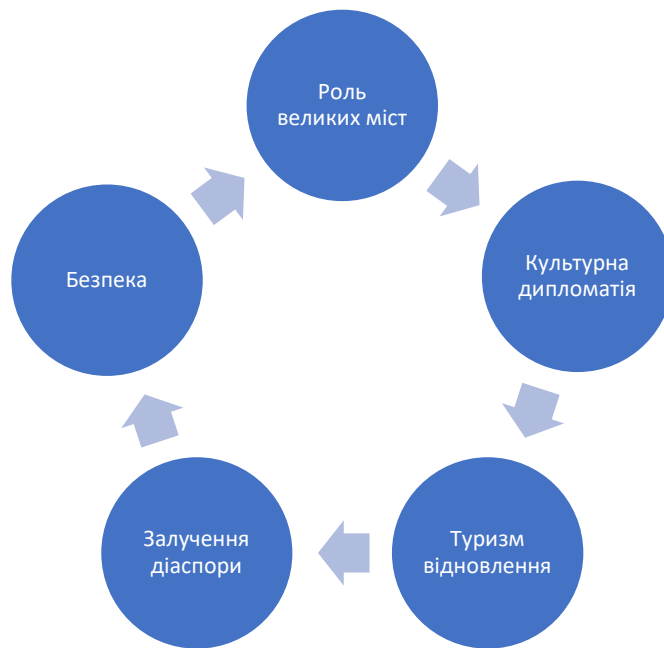 Роль
великих міст
Культурна
дипломатія
Туризм
відновлення
Залучення
діаспори
Безпека